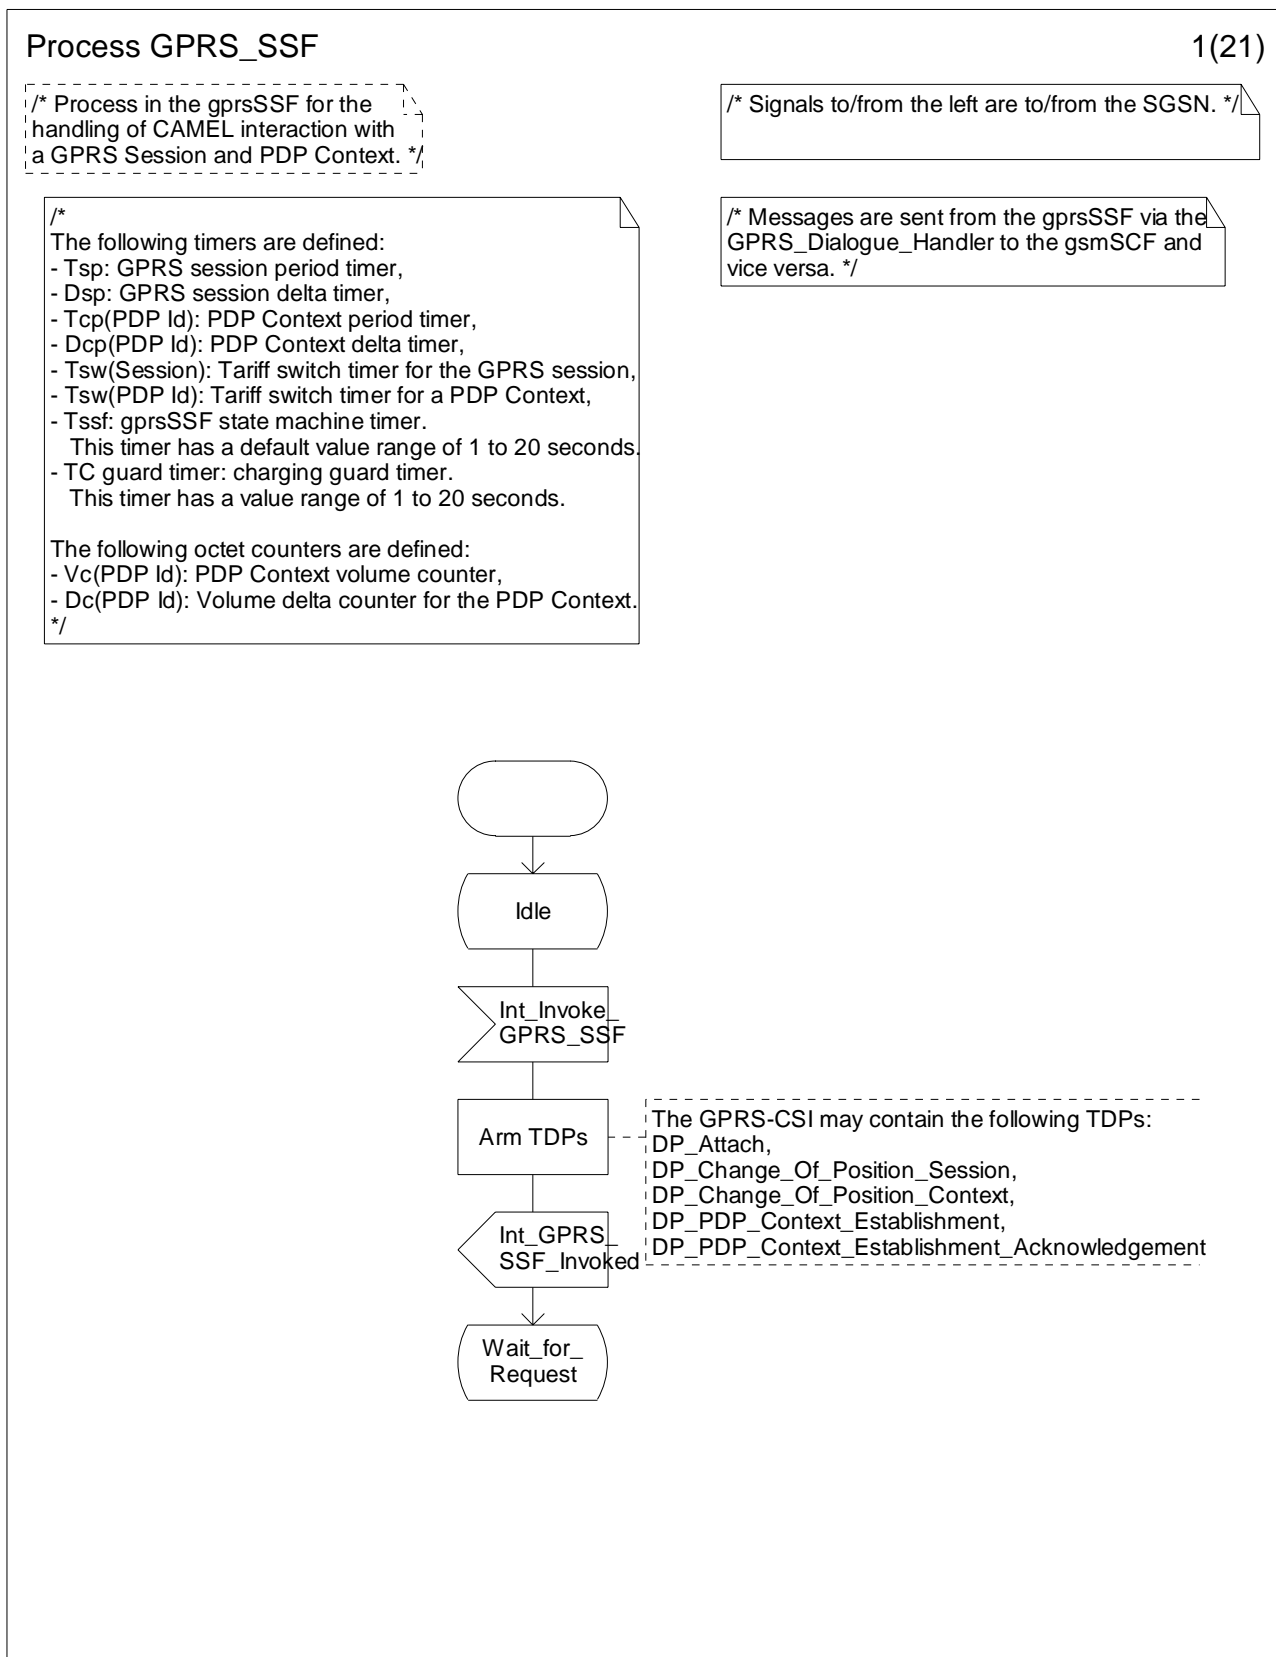 Process GPRS_SSF
1(21)
/* Process in the gprsSSF for the
handling of CAMEL interaction with
a GPRS Session and PDP Context. */
/* Signals to/from the left are to/from the SGSN. */
/*
The following timers are defined:
- Tsp: GPRS session period timer,
- Dsp: GPRS session delta timer,
- Tcp(PDP Id): PDP Context period timer,
- Dcp(PDP Id): PDP Context delta timer,
- Tsw(Session): Tariff switch timer for the GPRS session,
- Tsw(PDP Id): Tariff switch timer for a PDP Context,
- Tssf: gprsSSF state machine timer.
This timer has a default value range of 1 to 20 seconds.
- TC guard timer: charging guard timer.
This timer has a value range of 1 to 20 seconds.
The following octet counters are defined:
- Vc(PDP Id): PDP Context volume counter,
- Dc(PDP Id): Volume delta counter for the PDP Context.
*/
/* Messages are sent from the gprsSSF via the
GPRS_Dialogue_Handler to the gsmSCF and
vice versa. */
Idle
Int_Invoke_
GPRS_SSF
Arm TDPs
The GPRS-CSI may contain the following TDPs:
DP_Attach,
DP_Change_Of_Position_Session,
DP_Change_Of_Position_Context,
DP_PDP_Context_Establishment,
DP_PDP_Context_Establishment_Acknowledgement
Int_GPRS_
SSF_Invoked
Wait_for_
Request